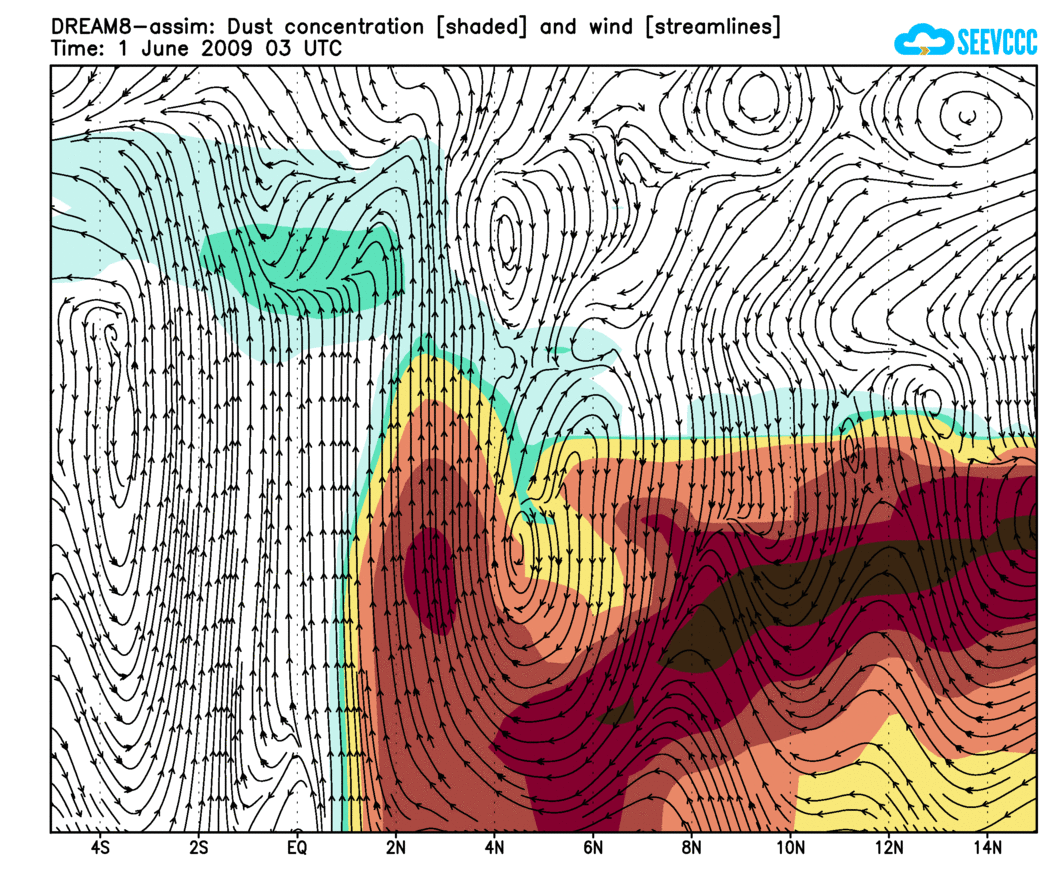 DREAM8-assim: Dust concentration [shaded] and wind [streamlines]
Time: 1 June 2009 03 UTC
SEEVCCC
4S 2S EQ 2N 4N 6N 8N 10N 12N 14N